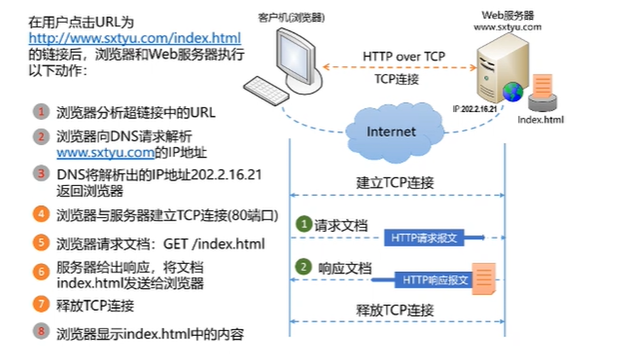 在用户点击URL为
http://www.sxtyu.com/index.html
的链接后，浏览器和Web服务器执行
以下动作：
1 浏览器分析超链接中的URL
2 浏览器向DNS请求解析
www.sxtyu.com的IP地址
3 DNS将解析出的IP地址202.2.16.21
返回浏览器
4 浏览器与服务器建立TCP连接(80端口)
5 浏览器请求文档：GET /index.html
6 服务器给出响应，将文档
index.html发送给浏览器
7 释放TCP连接
8 浏览器显示index.html中的内容
客户机(浏览器)
Web服务器
www.sxtyu.com
HTTP over TCP
TCP连接
IP:202.2.16.21
Index.html
Internet
建立TCP连接
1 请求文档
HTTP请求报文
2 响应文档
HTTP响应报文
释放TCP连接